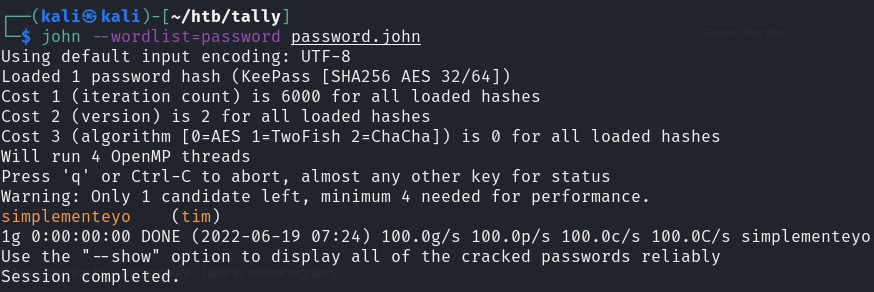 ┌──(kali㉿kali)-[~/htb/tally]
└─$ john --wordlist=password password.john
Search this site
Using default input encoding: UTF-8
Loaded 1 password hash (KeePass [SHA256 AES 32/64])
Cost 1 (iteration count) is 6000 for all loaded hashes
Cost 2 (version) is 2 for all loaded hashes
Cost 3 (algorithm [0=AES 1=TwoFish 2=ChaCha]) is 0 for all loaded hashes
Will run 4 OpenMP threads
Press 'q' or Ctrl-C to abort, almost any other key for status
Warning: Only 1 candidate left, minimum 4 needed for performance.
simplementeyo    (tim)
1g 0:00:00:00 DONE (2022-06-19 07:24) 100.0g/s 100.0p/s 100.0c/s 100.0C/s simplementeyo
Use the "--show" option to display all of the cracked passwords reliably
Session completed.